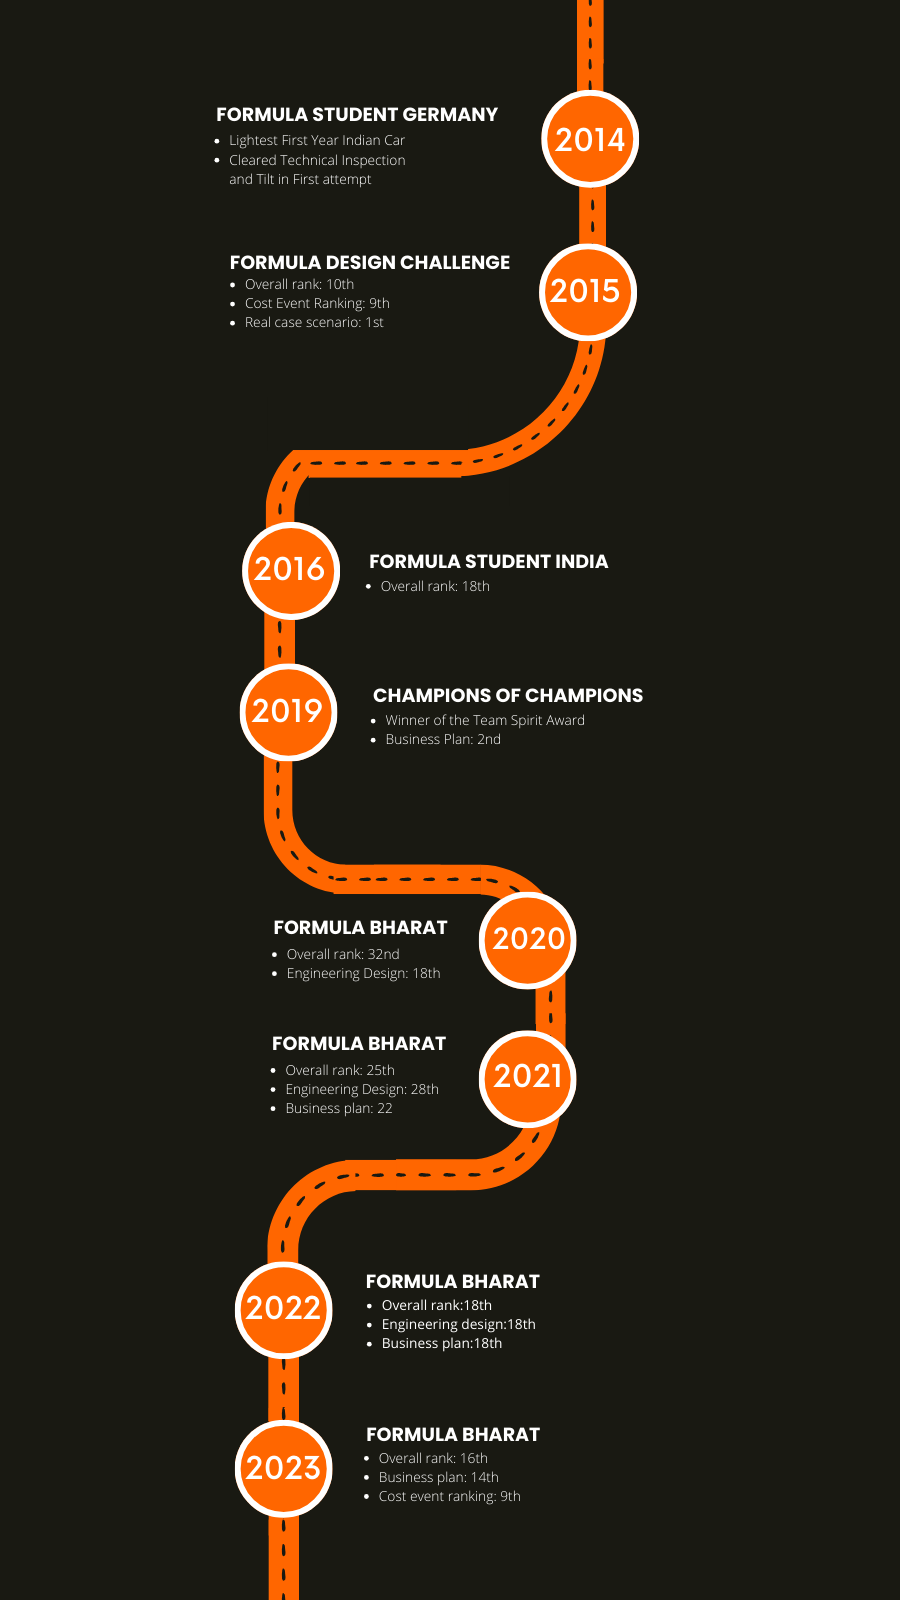 FORMULA STUDENT GERMANY
• Lightest First Year Indian Car
• Cleared Technical Inspection
and Tilt in First attempt
2014
FORMULA DESIGN CHALLENGE
• Overall rank: 10th
• Cost Event Ranking: 9th
• Real case scenario: 1st
2015
2016
FORMULA STUDENT INDIA
• Overall rank: 18th
2019
CHAMPIONS OF CHAMPIONS
• Winner of the Team Spirit Award
• Business Plan: 2nd
FORMULA BHARAT
• Overall rank: 32nd
• Engineering Design: 18th
2020
FORMULA BHARAT
• Overall rank: 25th
• Engineering Design: 28th
• Business plan: 22
2021
2022
FORMULA BHARAT
• Overall rank:18th
• Engineering design:18th
• Business plan:18th
2023
FORMULA BHARAT
• Overall rank: 16th
• Business plan: 14th
• Cost event ranking: 9th